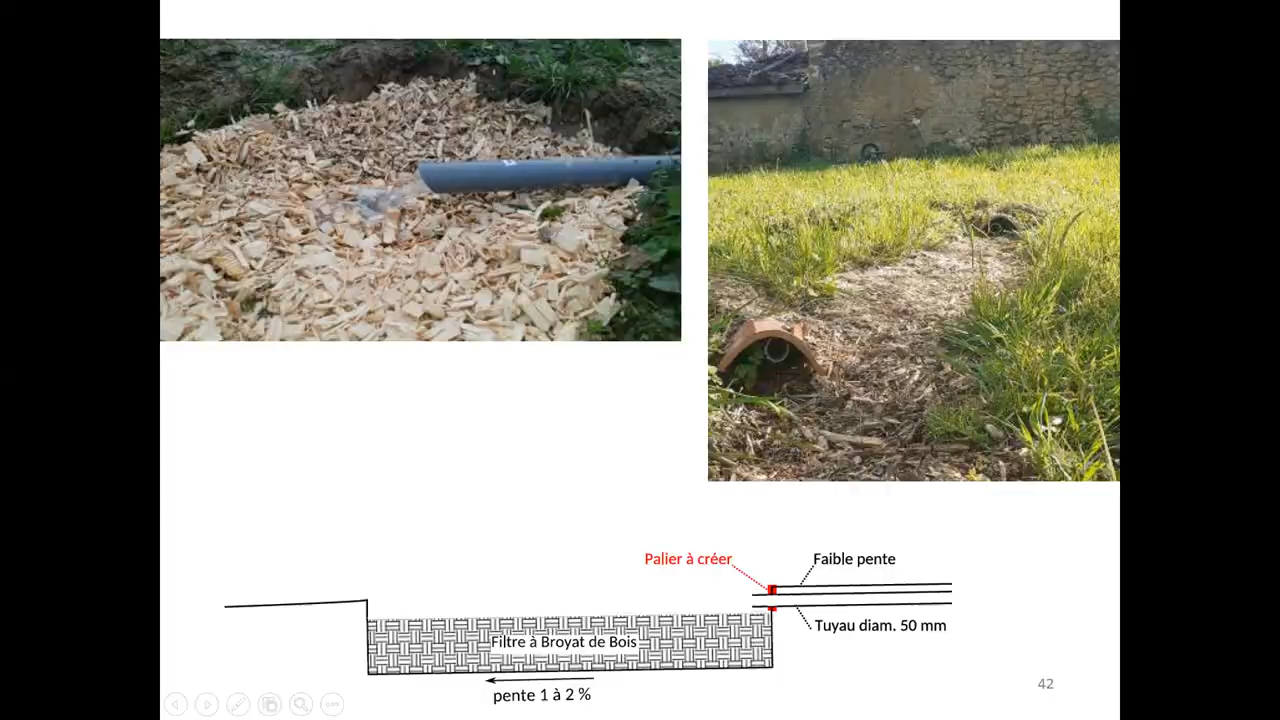 Palier à créer
Faible pente
Tuyau diam. 50 mm
Filtre à Broyat de Bois
pente 1 à 2 %
42